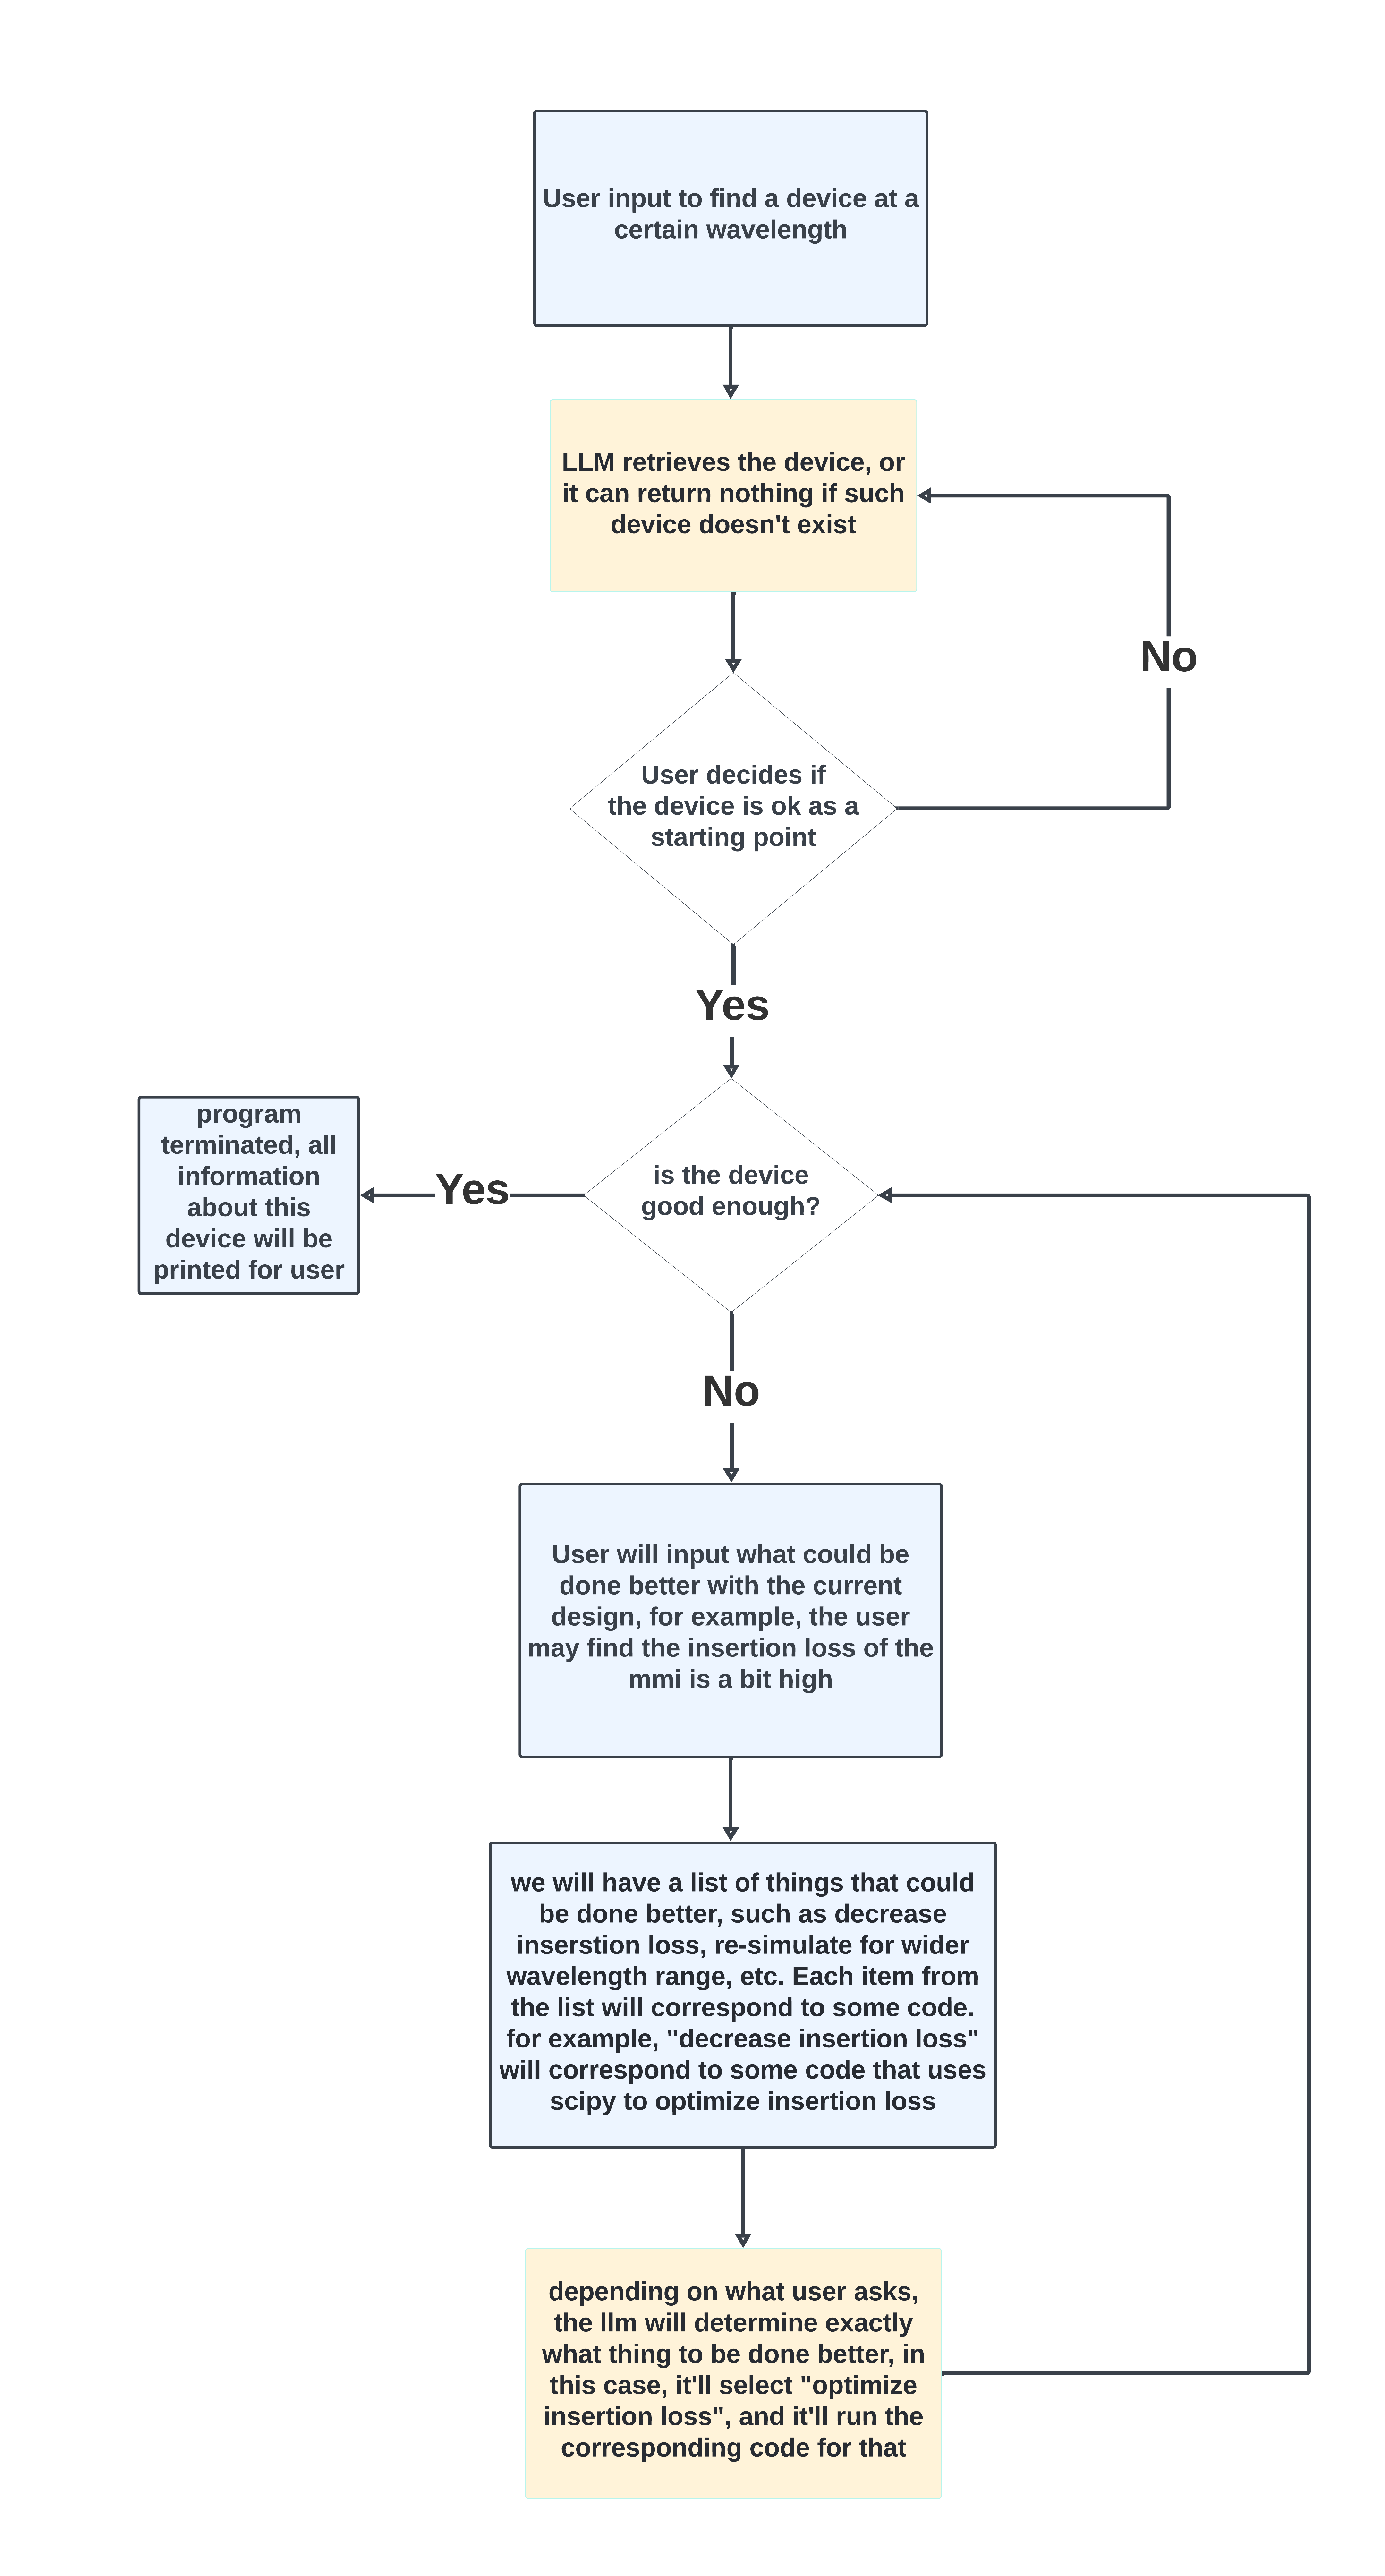 User input to find a device at a
certain wavelength
LLM retrieves the device, or
it can return nothing if such
device doesn't exist
No
User decides if
the device is ok as a
starting point
Yes
program
terminated, all
information
about this
device will be
printed for user
Yes
is the device
good enough?
No
User will input what could be
done better with the current
design, for example, the user
may find the insertion loss of the
mmi is a bit high
we will have a list of things that could
be done better, such as decrease
inserstion loss, re-simulate for wider
wavelength range, etc. Each item from
the list will correspond to some code.
for example, "decrease insertion loss"
will correspond to some code that uses
scipy to optimize insertion loss
depending on what user asks,
the llm will determine exactly
what thing to be done better, in
this case, it'll select "optimize
insertion loss", and it'll run the
corresponding code for that